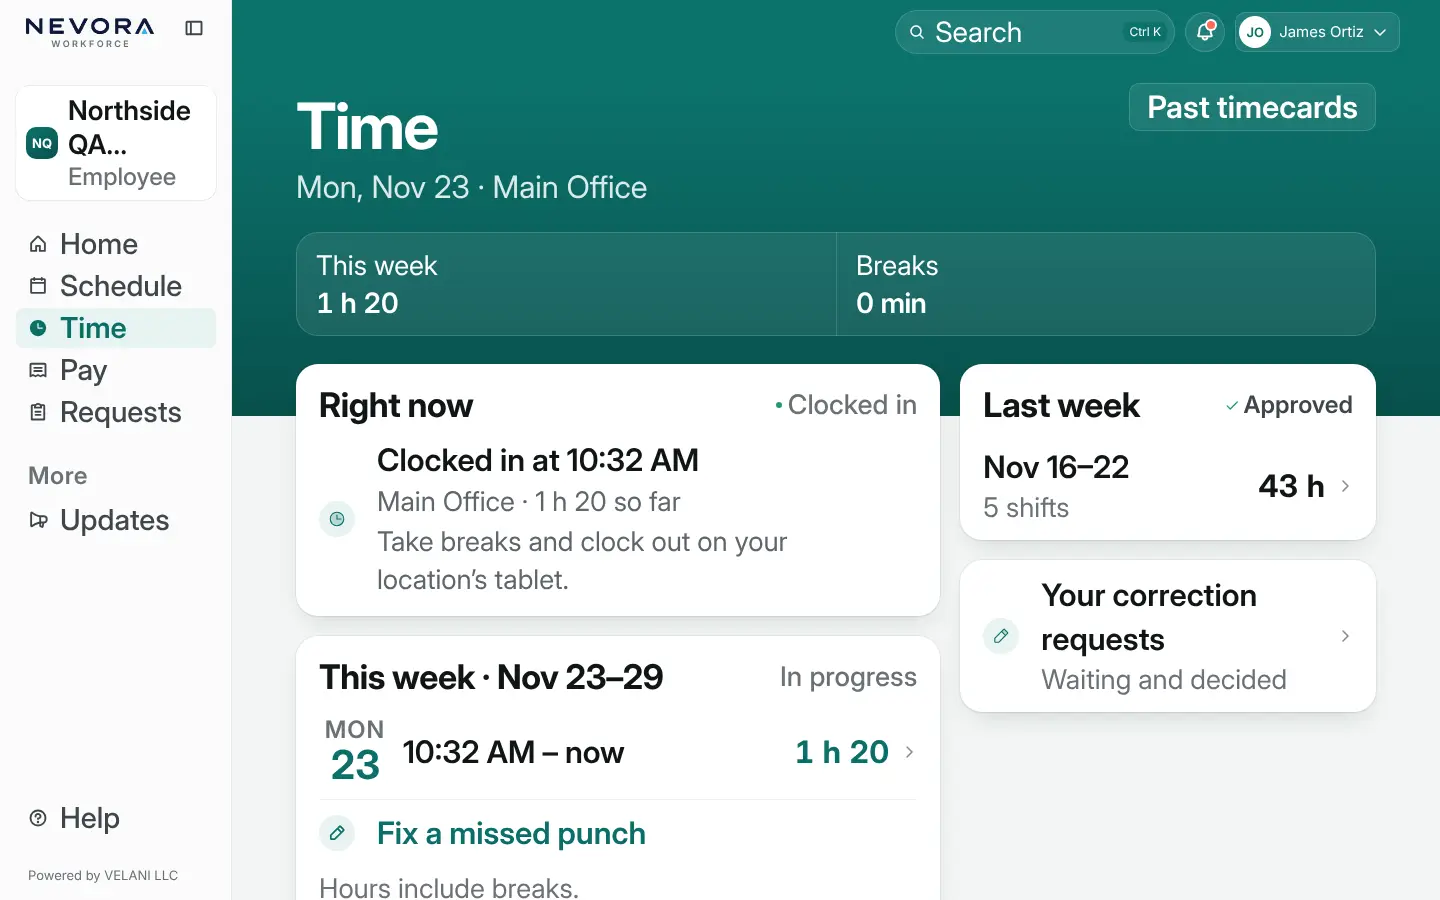 NEVORA
WORKFORCE
Search
Ctrl K
JO
James Ortiz
NQ
Northside
QA...
Employee
Home
Schedule
Time
Pay
Requests
More
Updates
Help
Powered by VELANI LLC
Time
Past timecards
Mon, Nov 23 · Main Office
This week
1 h 20
Breaks
0 min
Right now
Clocked in
Clocked in at 10:32 AM
Main Office · 1 h 20 so far
Take breaks and clock out on your
location’s tablet.
This week · Nov 23–29
In progress
MON
23
10:32 AM – now
1 h 20
Fix a missed punch
Hours include breaks.
Last week
Approved
Nov 16–22
5 shifts
43 h
Your correction
requests
Waiting and decided